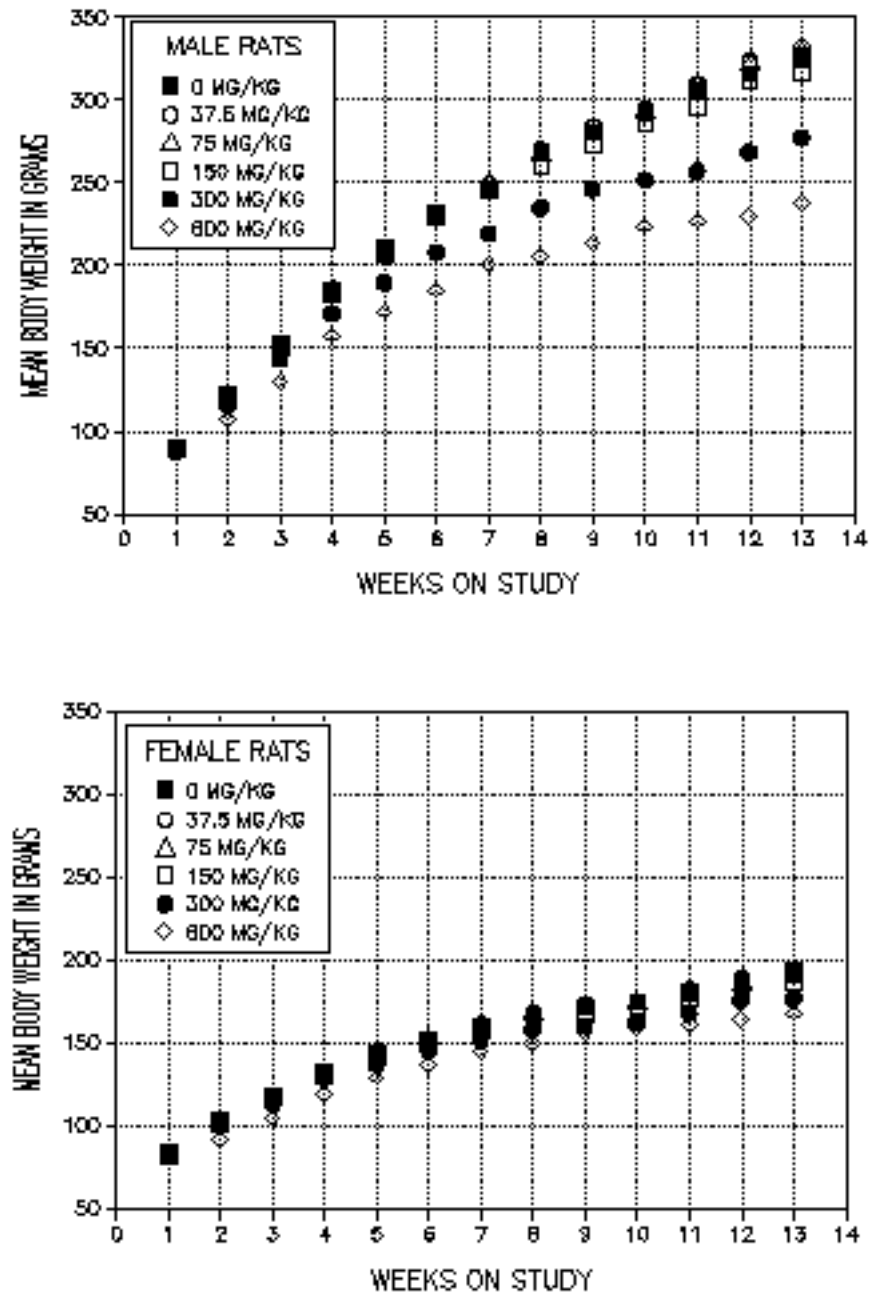 350
MALE RATS
0 MG/KG
37.5 MG/KG
75 MG/KG
150 MG/KG
300 MG/KG
600 MG/KG
300
250
200
150
100
50
MEAN BODY WEIGHT IN GRAMS
0 1 2 3 4 5 6 7 8 9 10 11 12 13 14
WEEKS ON STUDY
350
FEMALE RATS
0 MG/KG
37.5 MG/KG
75 MG/KG
150 MG/KG
300 MG/KG
600 MG/KG
300
250
200
150
100
50
MEAN BODY WEIGHT IN GRAMS
0 1 2 3 4 5 6 7 8 9 10 11 12 13 14
WEEKS ON STUDY